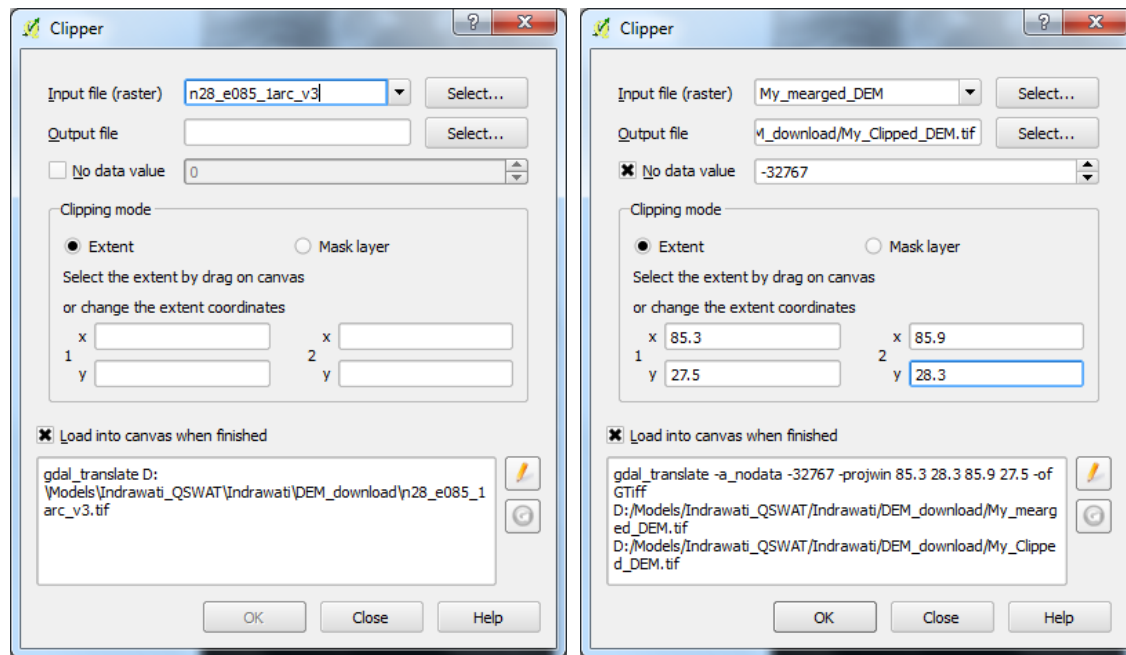 Clipper
Input file (raster) n28_e085_1arc_v3 Select...
Output file Select...
No data value 0
Clipping mode
Extent Mask layer
Select the extent by drag on canvas
or change the extent coordinates
x x
1 2
y y
Load into canvas when finished
gdal_translate D:
\Models\Indrawati_QSWAT\Indrawati\DEM_download\n28_e085_1
arc_v3.tif
OK Close Help
Clipper
Input file (raster) My_mearged_DEM Select...
Output file M_download/My_Clipped_DEM.tif Select...
No data value -32767
Clipping mode
Extent Mask layer
Select the extent by drag on canvas
or change the extent coordinates
x 85.3 x 85.9
1 2
y 27.5 y 28.3
Load into canvas when finished
gdal_translate -a_nodata -32767 -projwin 85.3 28.3 85.9 27.5 -of
GTiff
D:/Models/Indrawati_QSWAT/Indrawati/DEM_download/My_mearg
ed_DEM.tif
D:/Models/Indrawati_QSWAT/Indrawati/DEM_download/My_Clippe
d_DEM.tif
OK Close Help